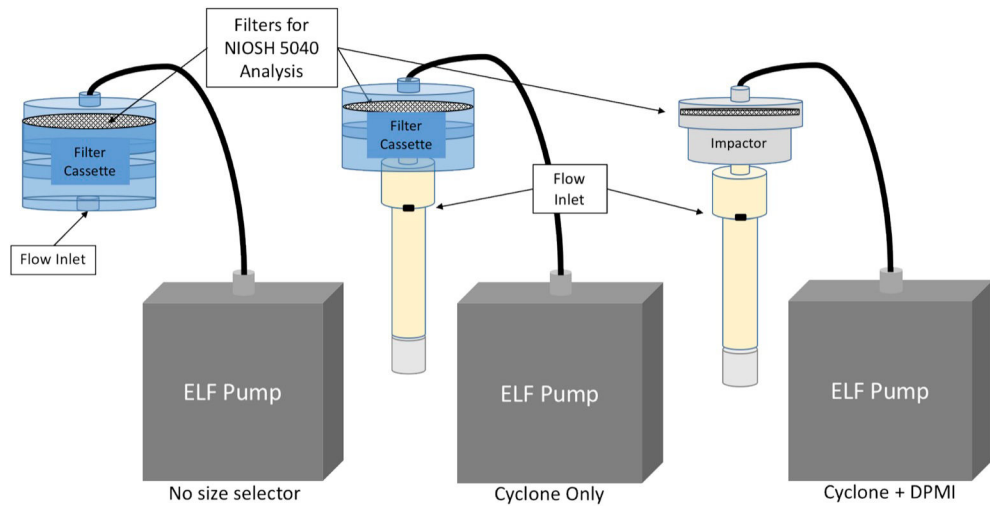 Filters for
NIOSH 5040
Analysis
Filter
Cassette
Flow Inlet
ELF Pump
No size selector
Filter
Cassette
Flow
Inlet
ELF Pump
Cyclone Only
Impactor
ELF Pump
Cyclone + DPMI